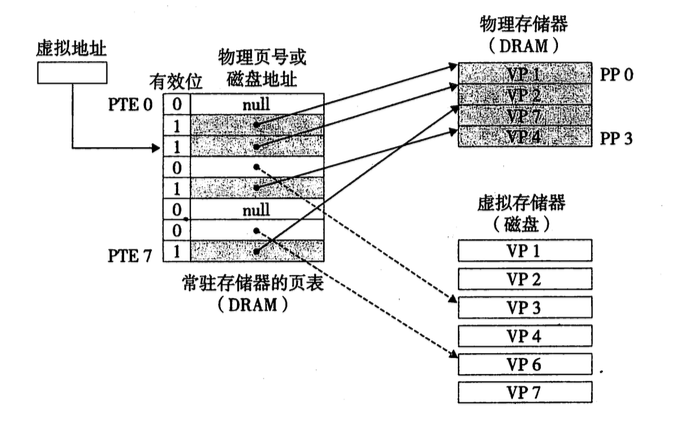 虚拟地址
物理页号或
磁盘地址
有效位
PTE 0
0
null
1
1
0
1
0
null
0
PTE 7
1
常驻存储器的页表
（DRAM）
物理存储器
（DRAM）
VP 1
PP 0
VP 2
VP 7
VP 4
PP 3
虚拟存储器
（磁盘）
VP 1
VP 2
VP 3
VP 4
VP 6
VP 7